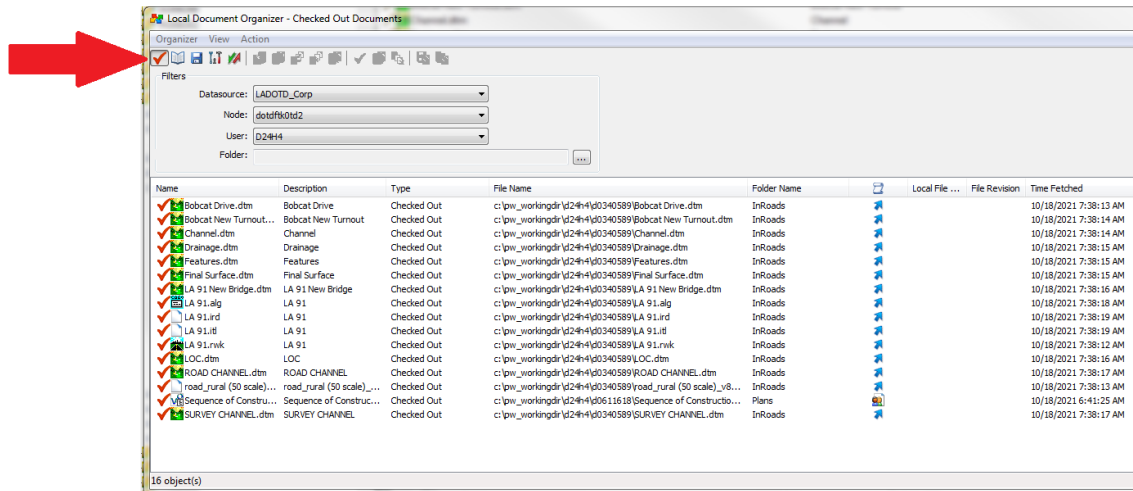 Local Document Organizer - Checked Out Documents
Organizer View Action
Filters
Datasource: LADOTD_Corp
Node: dotdftk0td2
User: D24H4
Folder:
...
Name Description Type File Name Folder Name Local File ... File Revision Time Fetched
Bobcat Drive.dtm Bobcat Drive Checked Out c:\pw_workingdir\d24h4\d0340589\Bobcat Drive.dtm InRoads 10/18/2021 7:38:13 AM
Bobcat New Turnout... Bobcat New Turnout Checked Out c:\pw_workingdir\d24h4\d0340589\Bobcat New Turnout.dtm InRoads 10/18/2021 7:38:14 AM
Channel.dtm Channel Checked Out c:\pw_workingdir\d24h4\d0340589\Channel.dtm InRoads 10/18/2021 7:38:14 AM
Drainage.dtm Drainage Checked Out c:\pw_workingdir\d24h4\d0340589\Drainage.dtm InRoads 10/18/2021 7:38:15 AM
Features.dtm Features Checked Out c:\pw_workingdir\d24h4\d0340589\Features.dtm InRoads 10/18/2021 7:38:15 AM
Final Surface.dtm Final Surface Checked Out c:\pw_workingdir\d24h4\d0340589\Final Surface.dtm InRoads 10/18/2021 7:38:15 AM
LA 91 New Bridge.dtm LA 91 New Bridge Checked Out c:\pw_workingdir\d24h4\d0340589\LA 91 New Bridge.dtm InRoads 10/18/2021 7:38:16 AM
LA 91.alg LA 91 Checked Out c:\pw_workingdir\d24h4\d0340589\LA 91.alg InRoads 10/18/2021 7:38:18 AM
LA 91.ird LA 91 Checked Out c:\pw_workingdir\d24h4\d0340589\LA 91.ird InRoads 10/18/2021 7:38:19 AM
LA 91.itl LA 91 Checked Out c:\pw_workingdir\d24h4\d0340589\LA 91.itl InRoads 10/18/2021 7:38:19 AM
LA 91.rwk LA 91 Checked Out c:\pw_workingdir\d24h4\d0340589\LA 91.rwk InRoads 10/18/2021 7:38:12 AM
LOC.dtm LOC Checked Out c:\pw_workingdir\d24h4\d0340589\LOC.dtm InRoads 10/18/2021 7:38:16 AM
ROAD CHANNEL.dtm ROAD CHANNEL Checked Out c:\pw_workingdir\d24h4\d0340589\ROAD CHANNEL.dtm InRoads 10/18/2021 7:38:17 AM
road_rural (50 scale)... road_rural (50 scale)_... Checked Out c:\pw_workingdir\d24h4\d0340589\road_rural (50 scale)_v8... InRoads 10/18/2021 7:38:13 AM
Sequence of Constru... Sequence of Construc... Checked Out c:\pw_workingdir\d24h4\d0611618\Sequence of Constructio... Plans 10/18/2021 6:41:25 AM
SURVEY CHANNEL.dtm SURVEY CHANNEL Checked Out c:\pw_workingdir\d24h4\d0340589\SURVEY CHANNEL.dtm InRoads 10/18/2021 7:38:17 AM
16 object(s)